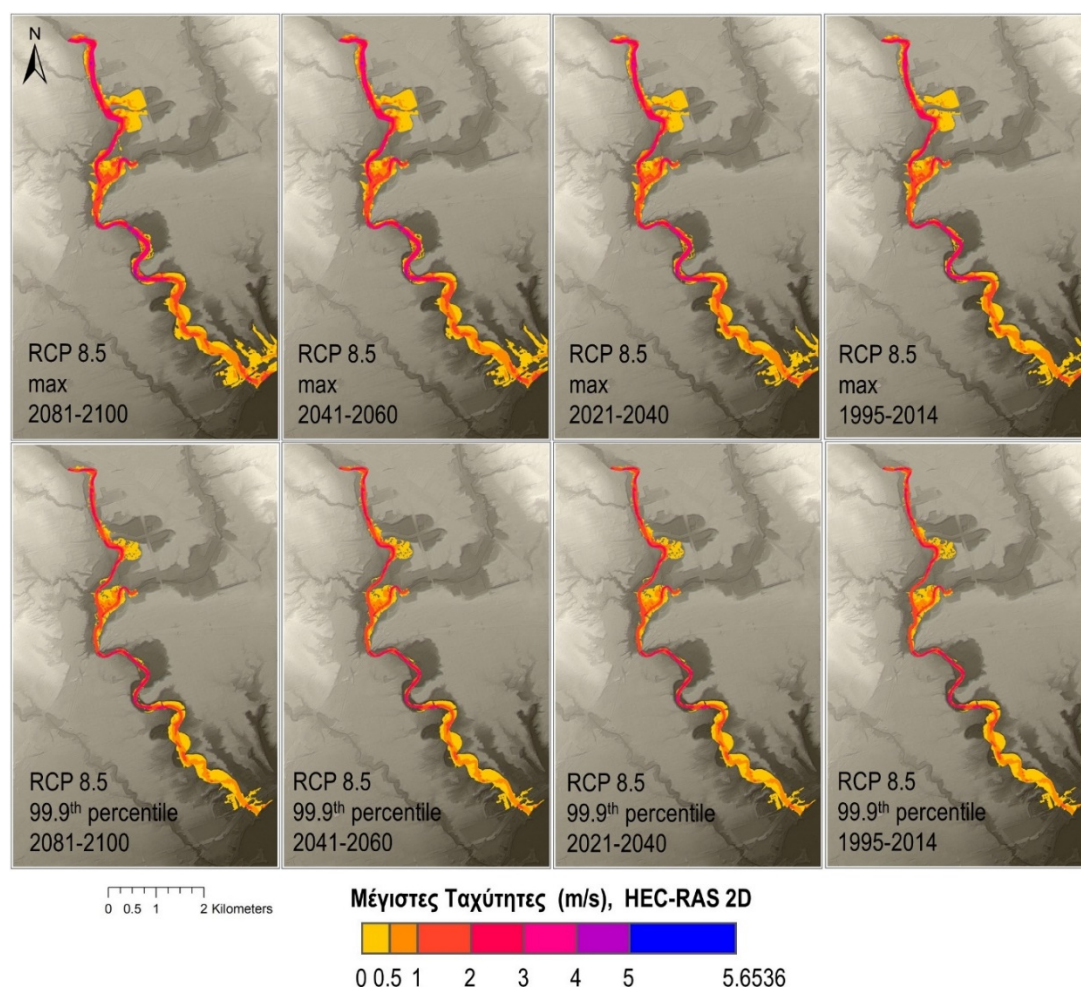 N
RCP 8.5
max
2081-2100
RCP 8.5
max
2041-2060
RCP 8.5
max
2021-2040
RCP 8.5
max
1995-2014
RCP 8.5
99.9th percentile
2081-2100
RCP 8.5
99.9th percentile
2041-2060
RCP 8.5
99.9th percentile
2021-2040
RCP 8.5
99.9th percentile
1995-2014
0 0.5 1 2 Kilometers
Μέγιστες Ταχύτητες (m/s), HEC-RAS 2D
0 0.5 1 2 3 4 5 5.6536